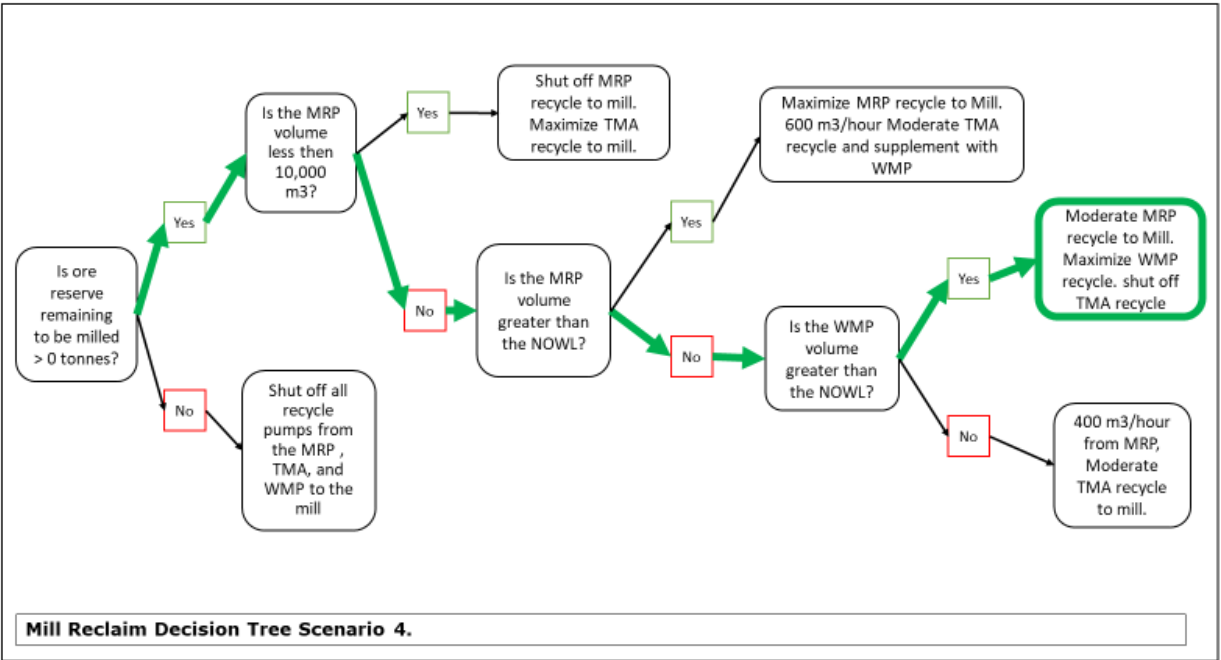 Is ore
reserve
remaining
to be milled
> 0 tonnes?
Yes
No
Is the MRP
volume
less then
10,000
m3?
Shut off all
recycle
pumps from
the MRP ,
TMA, and
WMP to the
mill
Yes
No
Shut off MRP
recycle to mill.
Maximize TMA
recycle to mill.
Is the MRP
volume
greater than
the NOWL?
Yes
No
Maximize MRP recycle to Mill.
600 m3/hour Moderate TMA
recycle and supplement with
WMP
Is the WMP
volume
greater than
the NOWL?
Yes
No
Moderate MRP
recycle to Mill.
Maximize WMP
recycle. shut off
TMA recycle
400 m3/hour
from MRP,
Moderate
TMA recycle
to mill.
Mill Reclaim Decision Tree Scenario 4.